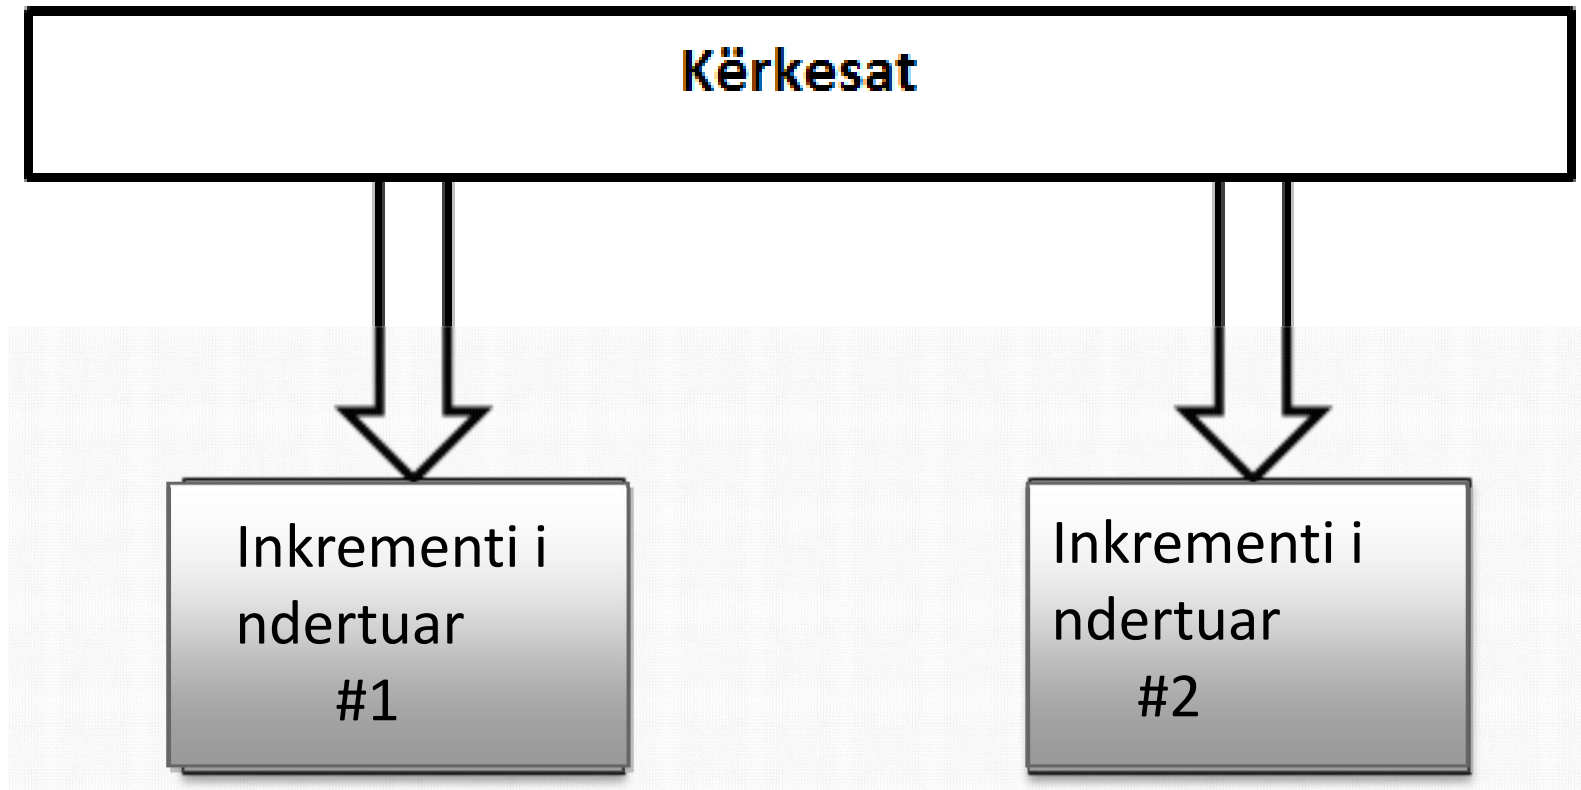 Kërkesat
Inkrementi i
ndertuar
#1
Inkrementi i
ndertuar
#2